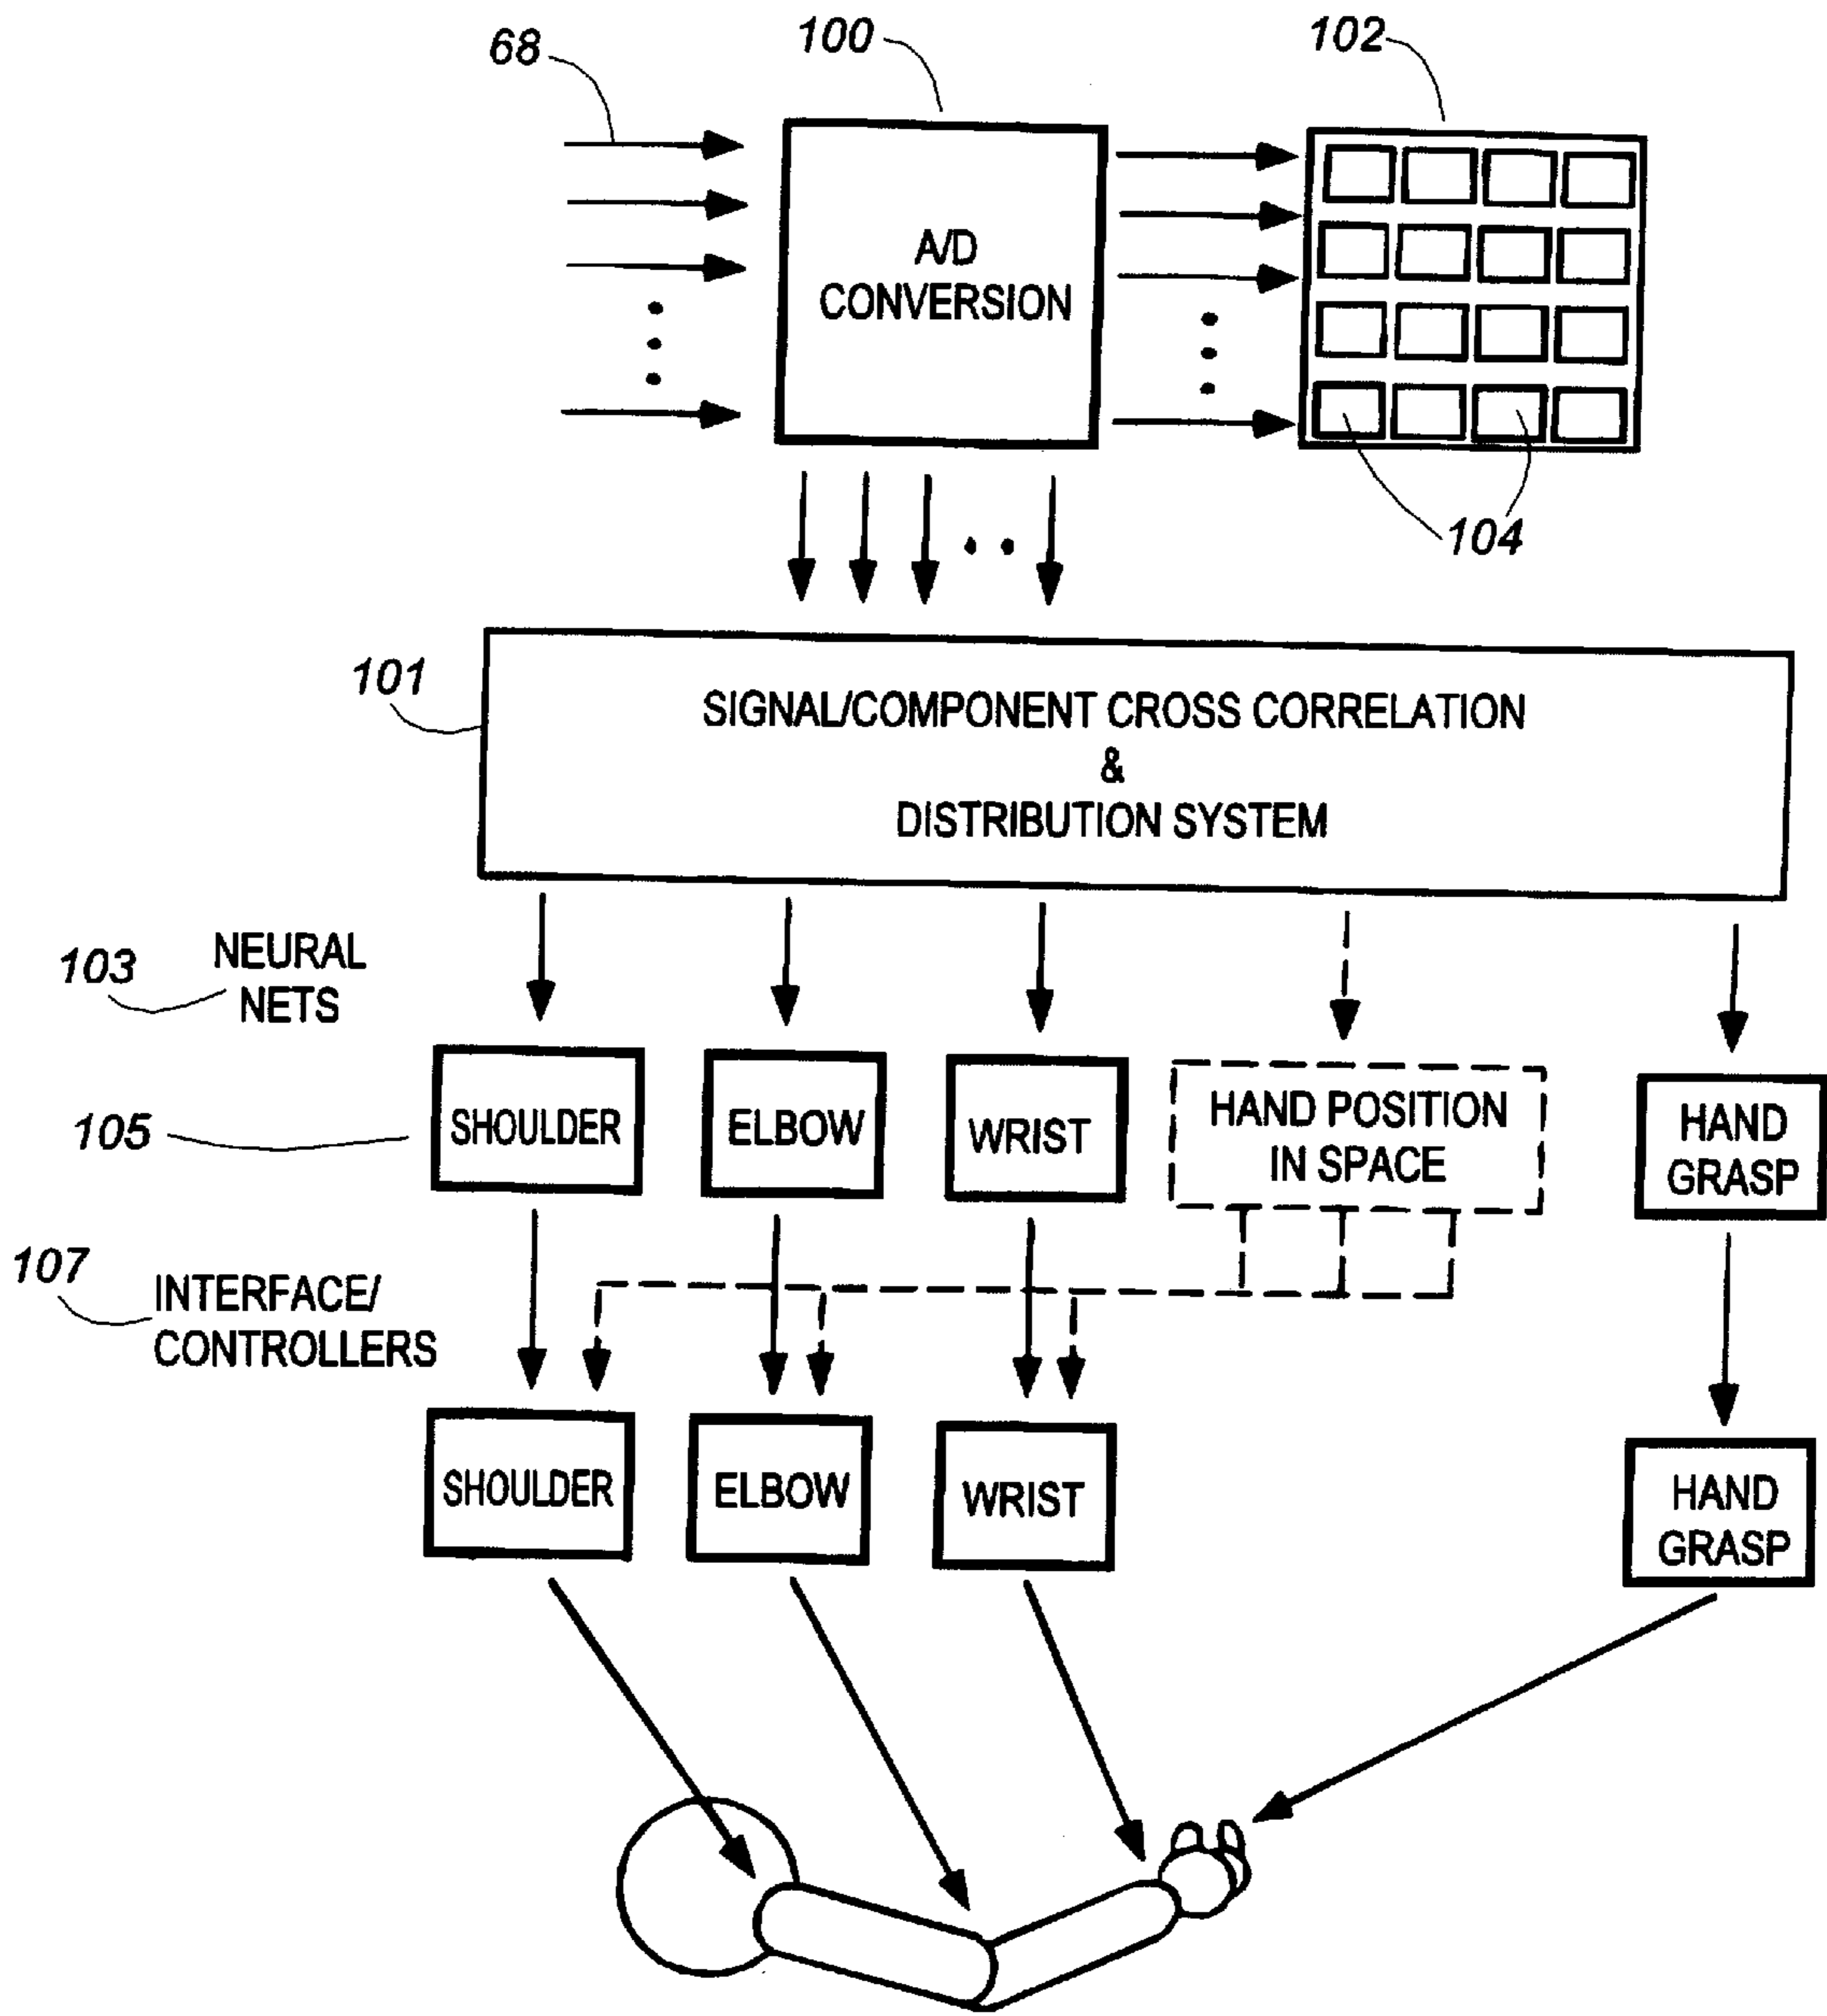 68
100
102
A/D
CONVERSION
104
101
SIGNAL/COMPONENT CROSS CORRELATION
&
DISTRIBUTION SYSTEM
103
NEURAL
NETS
105
SHOULDER
ELBOW
WRIST
HAND POSITION
IN SPACE
HAND
GRASP
107
INTERFACE/
CONTROLLERS
SHOULDER
ELBOW
WRIST
HAND
GRASP